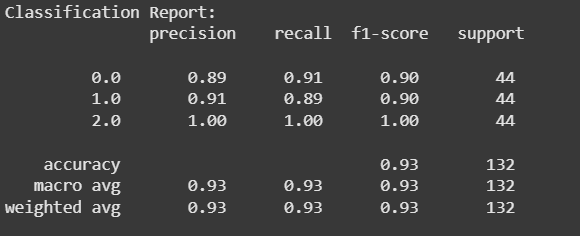 Classification Report:
precision recall f1-score support
0.0 0.89 0.91 0.90 44
1.0 0.91 0.89 0.90 44
2.0 1.00 1.00 1.00 44
accuracy 0.93 132
macro avg 0.93 0.93 0.93 132
weighted avg 0.93 0.93 0.93 132